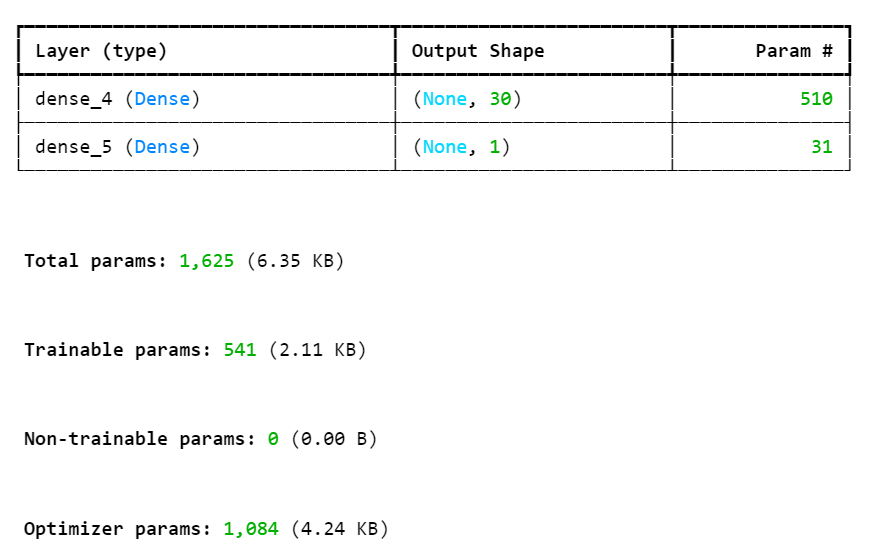 Layer (type) Output Shape Param #
dense_4 (Dense) (None, 30) 510
dense_5 (Dense) (None, 1) 31
Total params: 1,625 (6.35 KB)
Trainable params: 541 (2.11 KB)
Non-trainable params: 0 (0.00 B)
Optimizer params: 1,084 (4.24 KB)